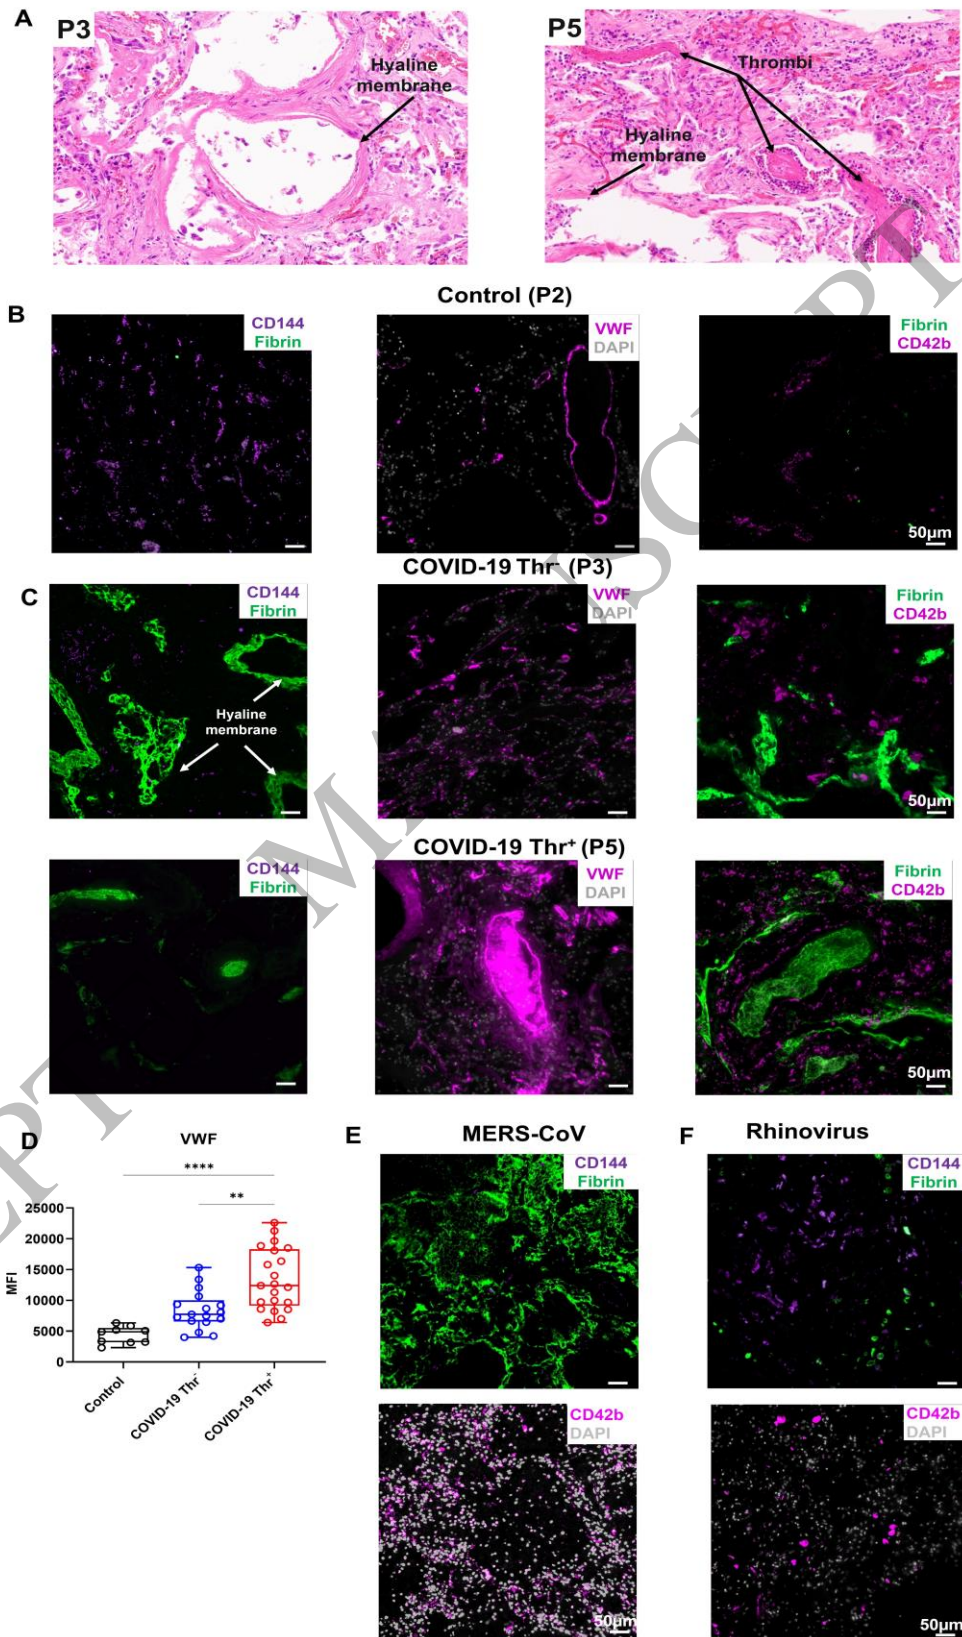 A
P3
Hyaline
membrane
P5
Thrombi
Hyaline
membrane
Control (P2)
B
CD144
Fibrin
VWF
DAPI
Fibrin
CD42b
50μm
COVID-19 Thr⁻ (P3)
C
CD144
Fibrin
Hyaline
membrane
VWF
DAPI
Fibrin
CD42b
50μm
COVID-19 Thr⁺ (P5)
CD144
Fibrin
VWF
DAPI
Fibrin
CD42b
50μm
D
VWF
****
**
25000
20000
15000
10000
5000
0
MFI
Control
COVID-19 Thr⁻
COVID-19 Thr⁺
E
MERS-CoV
CD144
Fibrin
CD42b
DAPI
50μm
F
Rhinovirus
CD144
Fibrin
CD42b
DAPI
50μm